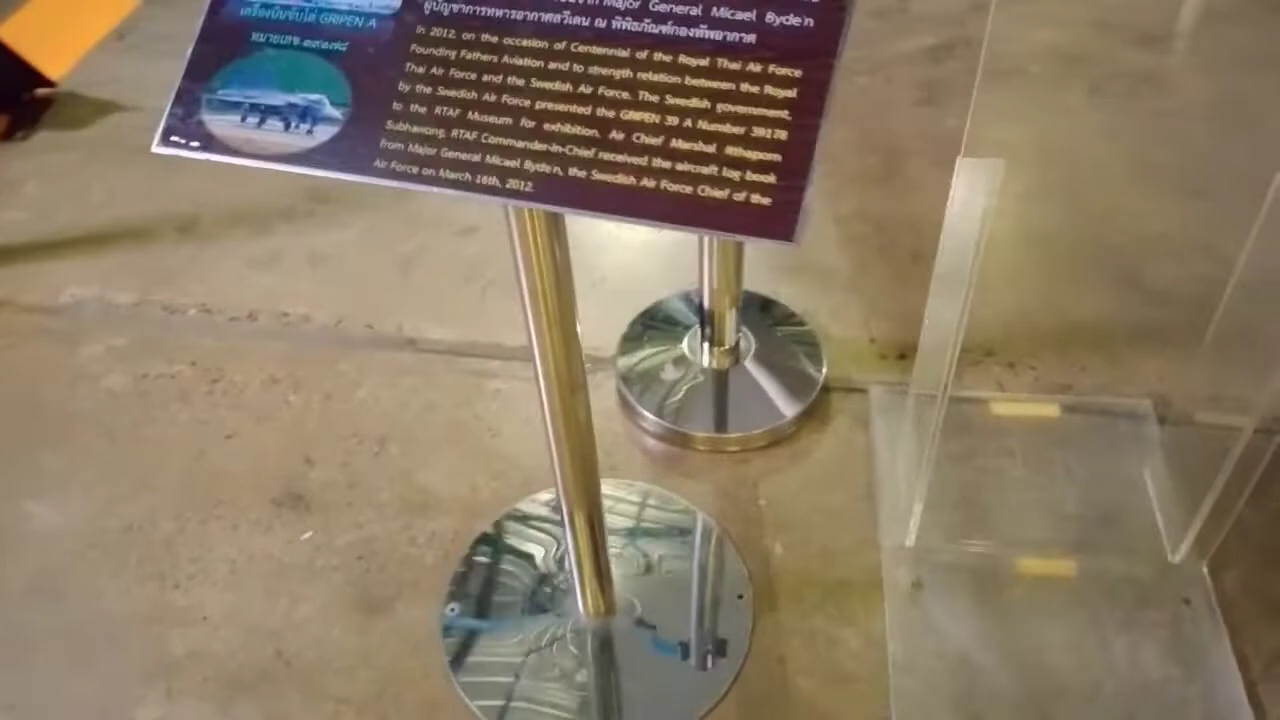 เครื่องบินขับไล่ GRIPEN A
หมายเลข ๓๙๑๗๘
Major General Micael Byde'n
ผู้บัญชาการทหารอากาศสวีเดน ณ พิพิธภัณฑ์กองทัพอากาศ
In 2012, on the occasion of Centennial of the Royal Thai Air Force
Founding Fathers Aviation and to strength relation between the Royal
Thai Air Force and the Swedish Air Force. The Swedish government,
by the Swedish Air Force presented the GRIPEN 39 A Number 39178
to the RTAF Museum for exhibition. Air Chief Marshal Itthaporn
Subhawong, RTAF Commander-in-Chief received the aircraft log book
from Major General Micael Byde'n, the Swedish Air Force Chief of the
Air Force on March 16th, 2012.